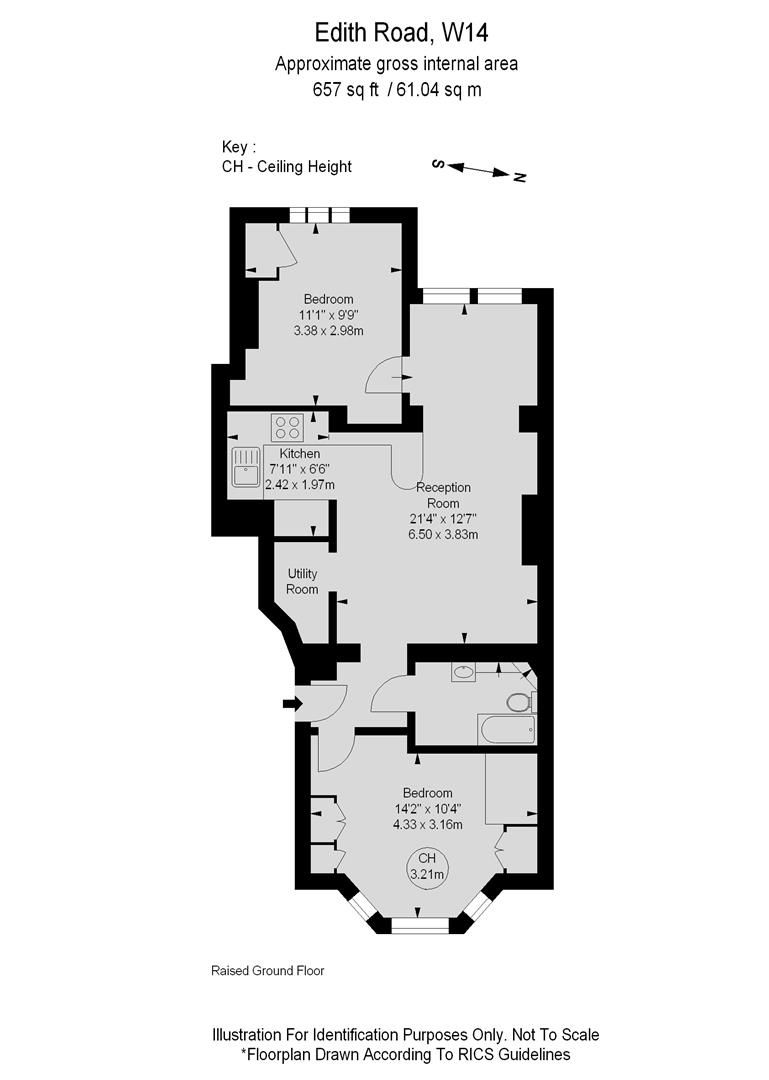 Edith Road, W14
Approximate gross internal area
657 sq ft / 61.04 sq m
Key :
CH - Ceiling Height
S
N
Bedroom
11'1" x 9'9"
3.38 x 2.98m
Kitchen
7'11" x 6'6"
2.42 x 1.97m
Reception
Room
21'4" x 12'7"
6.50 x 3.83m
Utility
Room
Bedroom
14'2" x 10'4"
4.33 x 3.16m
CH
3.21m
Raised Ground Floor
Illustration For Identification Purposes Only. Not To Scale
*Floorplan Drawn According To RICS Guidelines